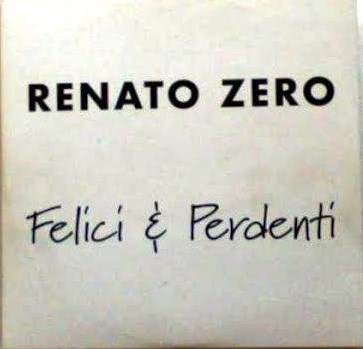 RENATO ZERO
Felici & Perdenti